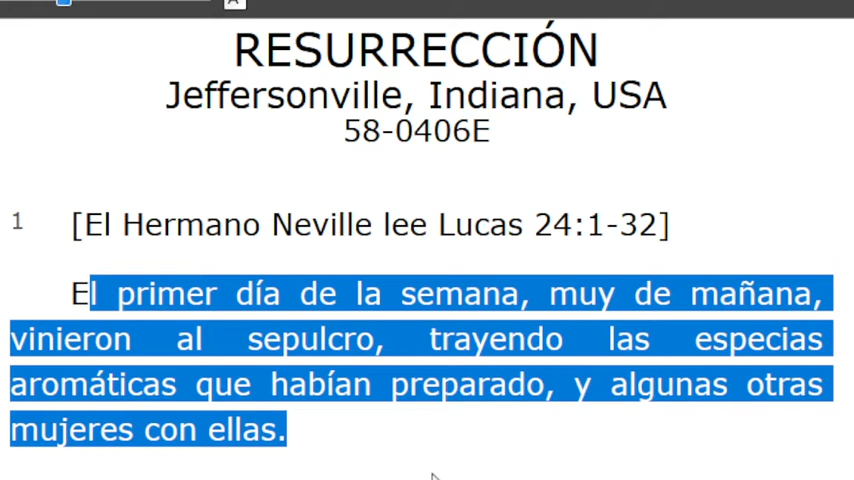 RESURRECCIÓN
Jeffersonville, Indiana, USA
58-0406E
1 [El Hermano Neville lee Lucas 24:1-32]
El primer día de la semana, muy de mañana,
vinieron al sepulcro, trayendo las especias
aromáticas que habían preparado, y algunas otras
mujeres con ellas.